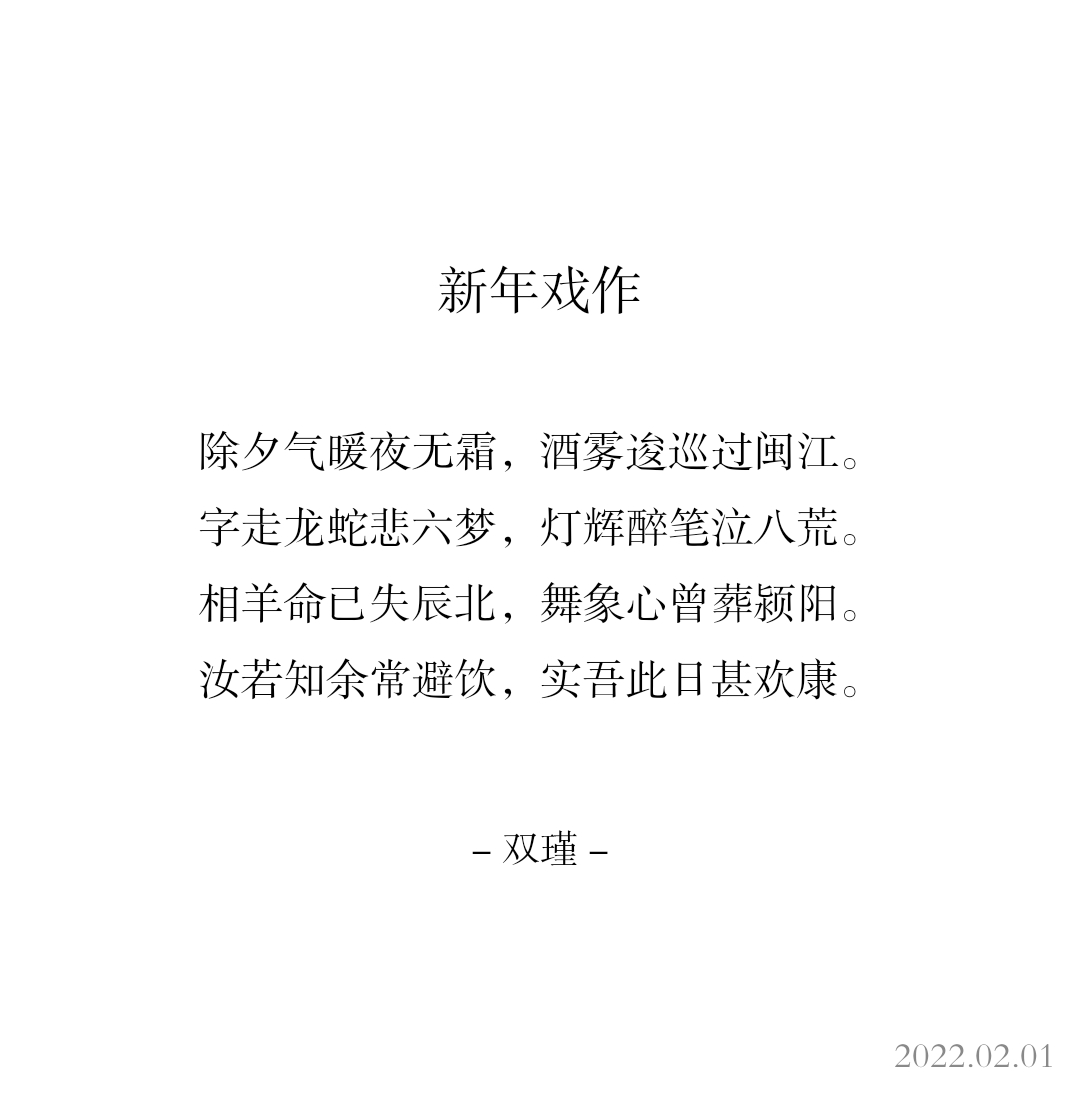 新年戏作
除夕气暖夜无霜，酒雾逡巡过闽江。
字走龙蛇悲六梦，灯辉醉笔泣八荒。
相羊命已失辰北，舞象心曾葬颍阳。
汝若知余常避饮，实吾此日甚欢康。
– 双瑾 –
2022.02.01